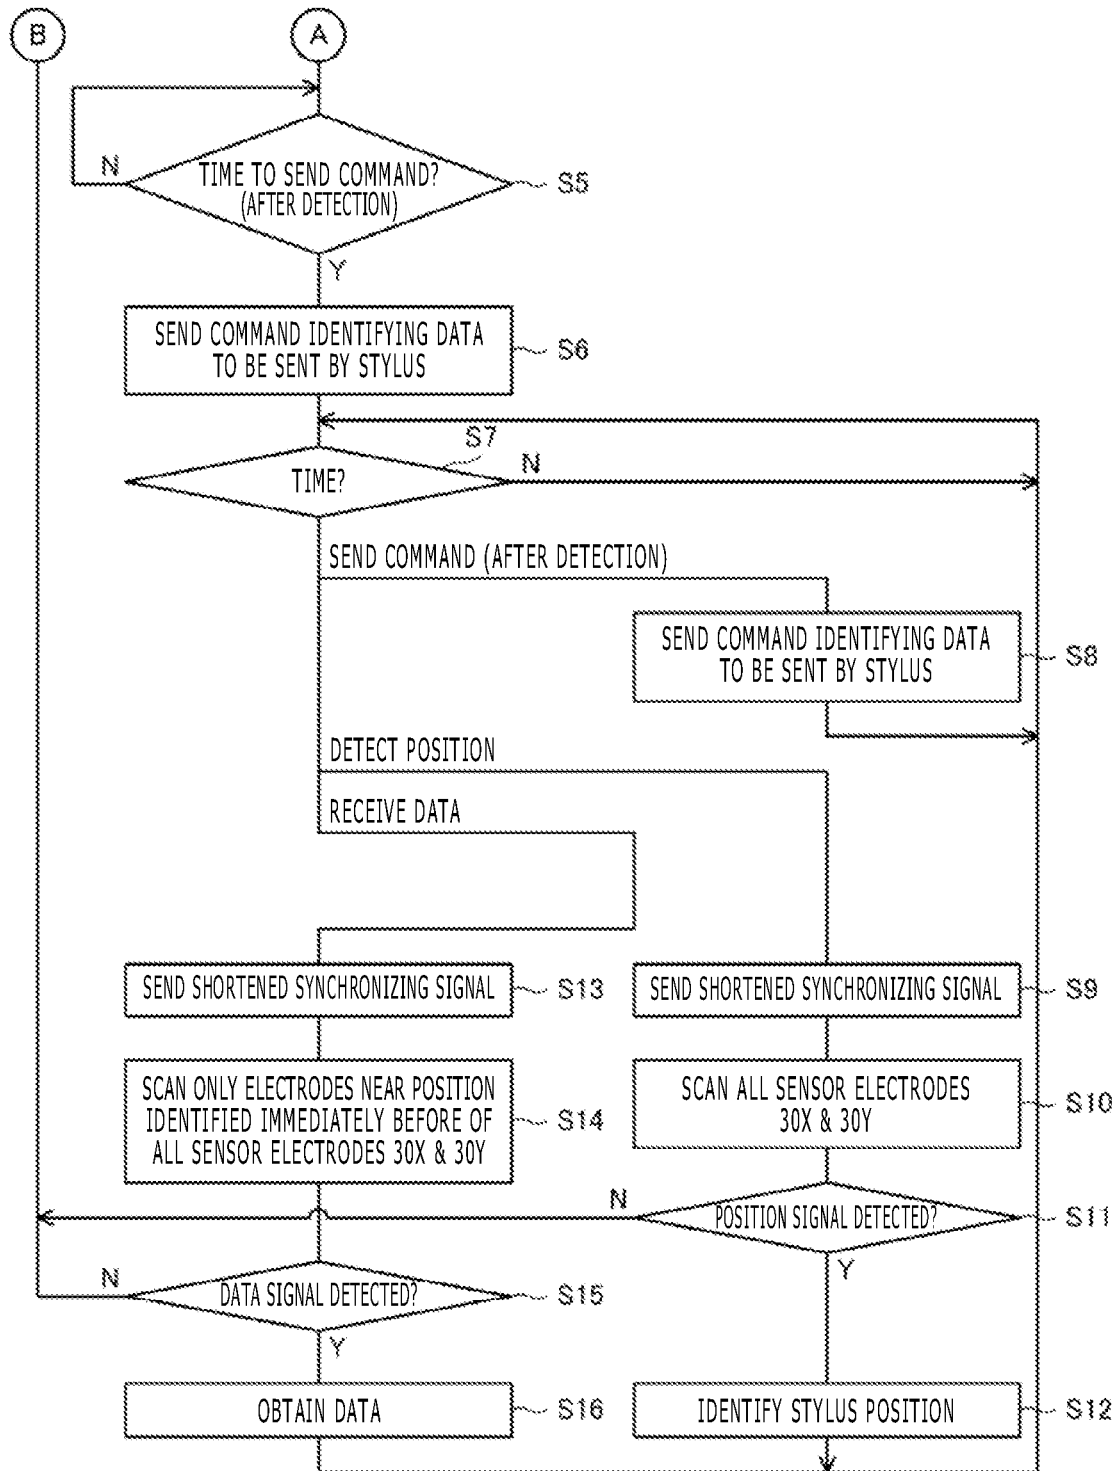 B
A
N
TIME TO SEND COMMAND?
(AFTER DETECTION)
S5
Y
SEND COMMAND IDENTIFYING DATA
TO BE SENT BY STYLUS
S6
S7
TIME?
N
SEND COMMAND (AFTER DETECTION)
SEND COMMAND IDENTIFYING DATA
TO BE SENT BY STYLUS
S8
DETECT POSITION
RECEIVE DATA
SEND SHORTENED SYNCHRONIZING SIGNAL
S13
SEND SHORTENED SYNCHRONIZING SIGNAL
S9
SCAN ONLY ELECTRODES NEAR POSITION
IDENTIFIED IMMEDIATELY BEFORE OF
ALL SENSOR ELECTRODES 30X & 30Y
S14
SCAN ALL SENSOR ELECTRODES
30X & 30Y
S10
N
POSITION SIGNAL DETECTED?
S11
Y
N
DATA SIGNAL DETECTED?
S15
Y
OBTAIN DATA
S16
IDENTIFY STYLUS POSITION
S12